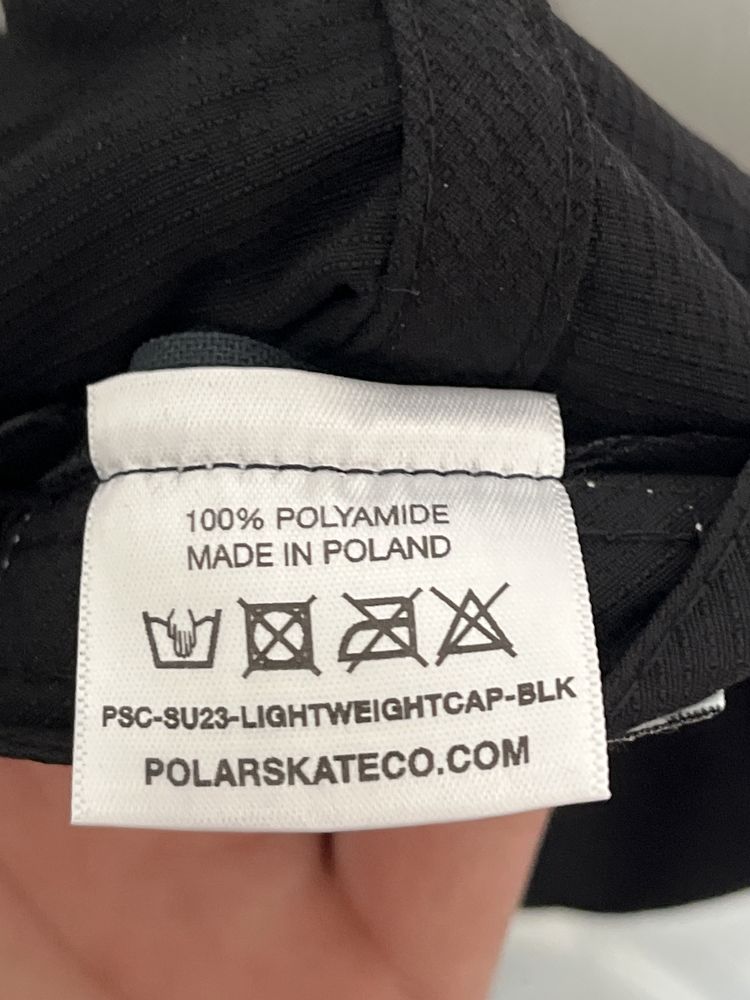 100% POLYAMIDE
MADE IN POLAND
PSC-SU23-LIGHTWEIGHTCAP-BLK
POLARSKATECO.COM